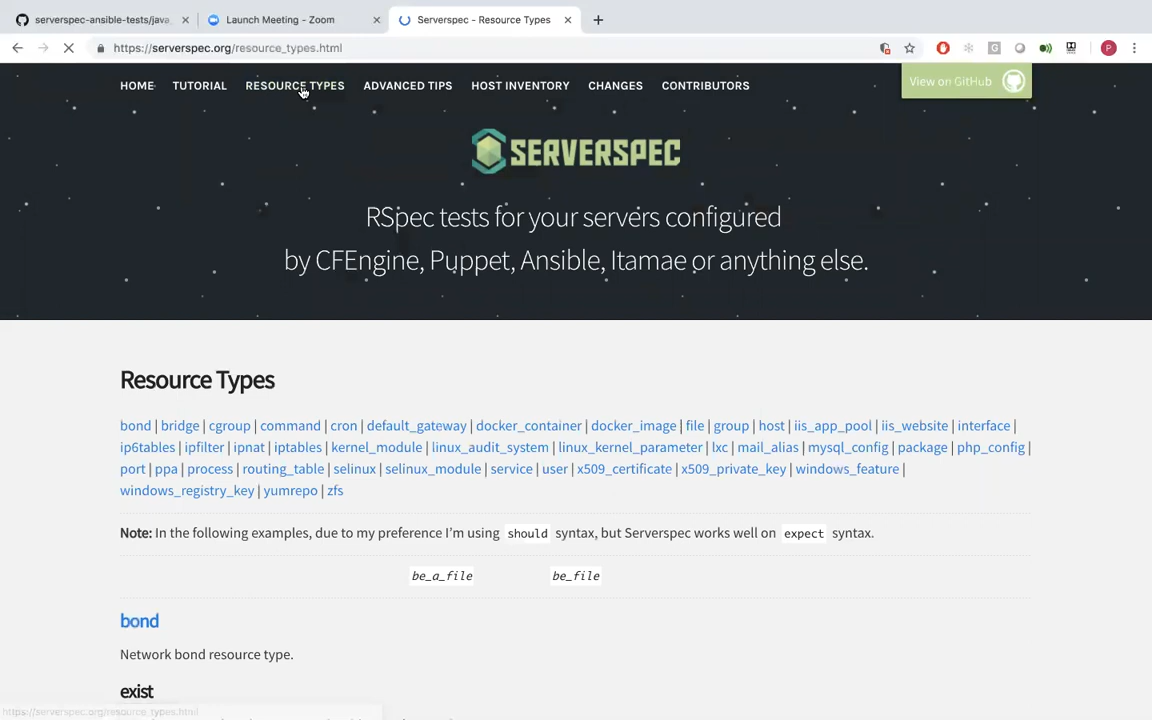 serverspec-ansible-tests/java_
Launch Meeting - Zoom
Serverspec - Resource Types
https://serverspec.org/resource_types.html
HOME TUTORIAL RESOURCE TYPES ADVANCED TIPS HOST INVENTORY CHANGES CONTRIBUTORS
View on GitHub
SERVERSPEC
RSpec tests for your servers configured
by CFEngine, Puppet, Ansible, Itamae or anything else.
Resource Types
bond | bridge | cgroup | command | cron | default_gateway | docker_container | docker_image | file | group | host | iis_app_pool | iis_website | interface |
ip6tables | ipfilter | ipnat | iptables | kernel_module | linux_audit_system | linux_kernel_parameter | lxc | mail_alias | mysql_config | package | php_config |
port | ppa | process | routing_table | selinux | selinux_module | service | user | x509_certificate | x509_private_key | windows_feature |
windows_registry_key | yumrepo | zfs
Note: In the following examples, due to my preference I'm using should syntax, but Serverspec works well on expect syntax.
be_a_file be_file
bond
Network bond resource type.
exist
https://serverspec.org/resource_types.html